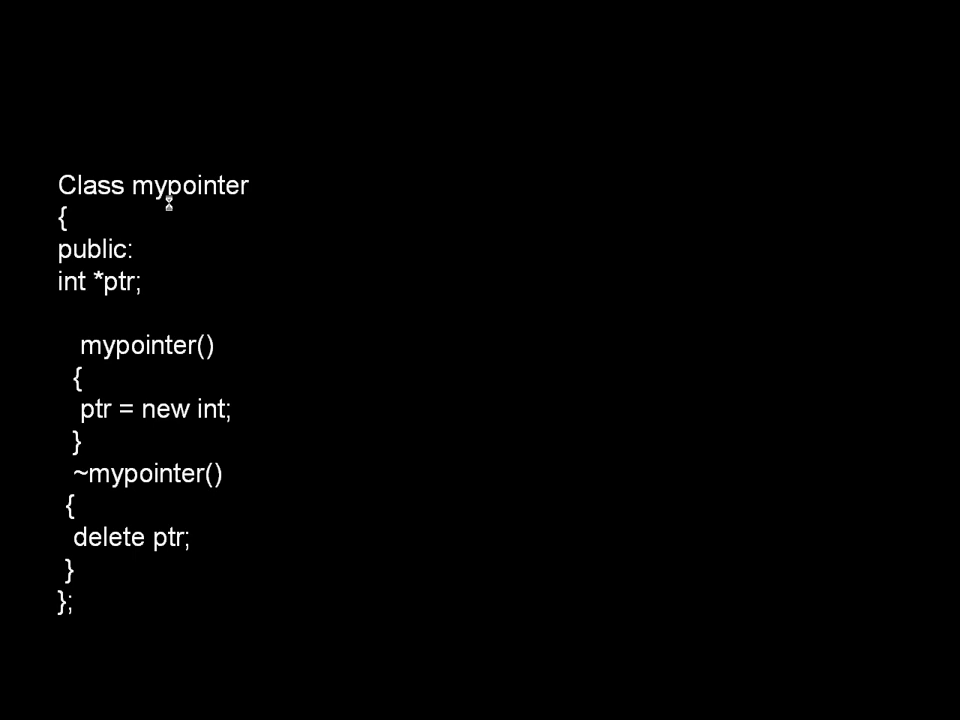 Class mypointer
{
public:
int *ptr;
mypointer()
{
ptr = new int;
}
~mypointer()
{
delete ptr;
}
};